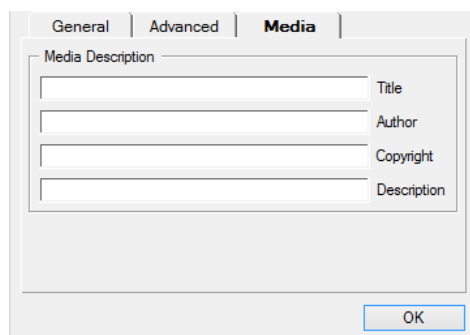 General Advanced Media
Media Description
Title
Author
Copyright
Description
OK